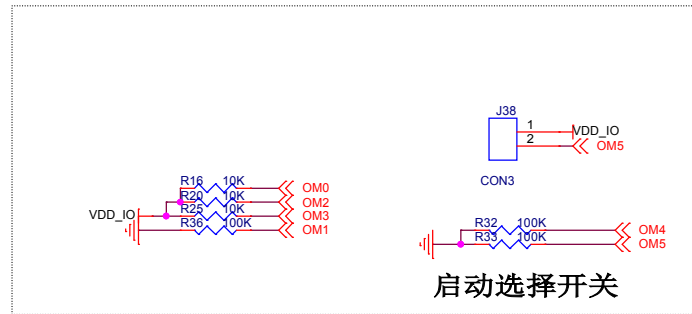 J38
1 VDD_IO
2 OM5
CON3
R16 10K OM0
R20 10K OM2
VDD_IO R25 10K OM3
R36 100K OM1
R32 100K OM4
R33 100K OM5
启动选择开关